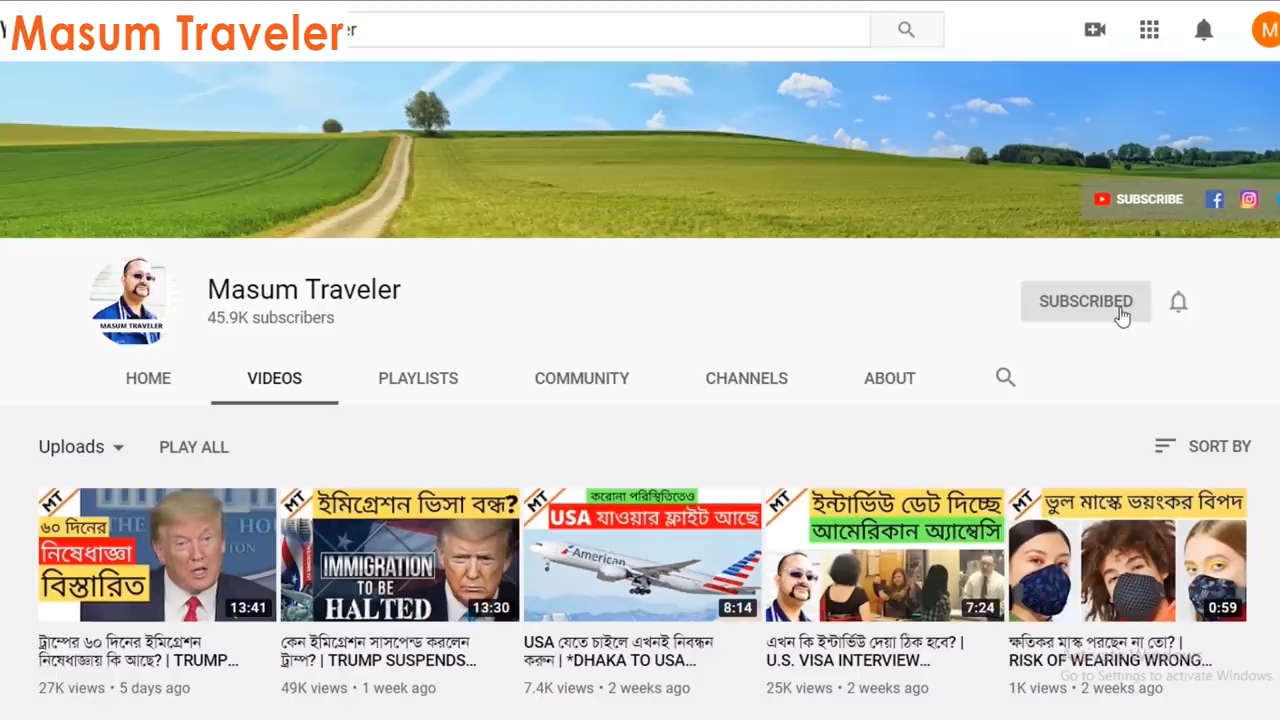 Masum Traveler
er
M
SUBSCRIBE
MASUM TRAVELER
Masum Traveler
45.9K subscribers
SUBSCRIBED
HOME
VIDEOS
PLAYLISTS
COMMUNITY
CHANNELS
ABOUT
Uploads
PLAY ALL
SORT BY
MT
৬০ দিনের
নিষেধাজ্ঞা
বিস্তারিত
13:41
MT
ইমিগ্রেশন ভিসা বন্ধ?
IMMIGRATION
TO BE
HALTED
13:30
MT
করোনা পরিস্থিতিতেও
USA যাওয়ার ফ্লাইট আছে
American
8:14
MT
ইন্টার্ভিউ ডেট দিচ্ছে
আমেরিকান অ্যাম্বেসি
7:24
MT
ভুল মাস্কে ভয়ংকর বিপদ
0:59
ট্রাম্পের ৬০ দিনের ইমিগ্রেশন
নিষেধাজ্ঞায় কি আছে? | TRUMP...
27K views • 5 days ago
কেন ইমিগ্রেশন সাসপেন্ড করলেন
ট্রাম্প? | TRUMP SUSPENDS...
49K views • 1 week ago
USA যেতে চাইলে এখনই নিবন্ধন
করুন | *DHAKA TO USA...
7.4K views • 2 weeks ago
এখন কি ইন্টার্ভিউ দেয়া ঠিক হবে? |
U.S. VISA INTERVIEW...
25K views • 2 weeks ago
ক্ষতিকর মাস্ক পরছেন না তো? |
RISK OF WEARING WRONG...
1K views • 2 weeks ago
Go to Settings to activate Windows.